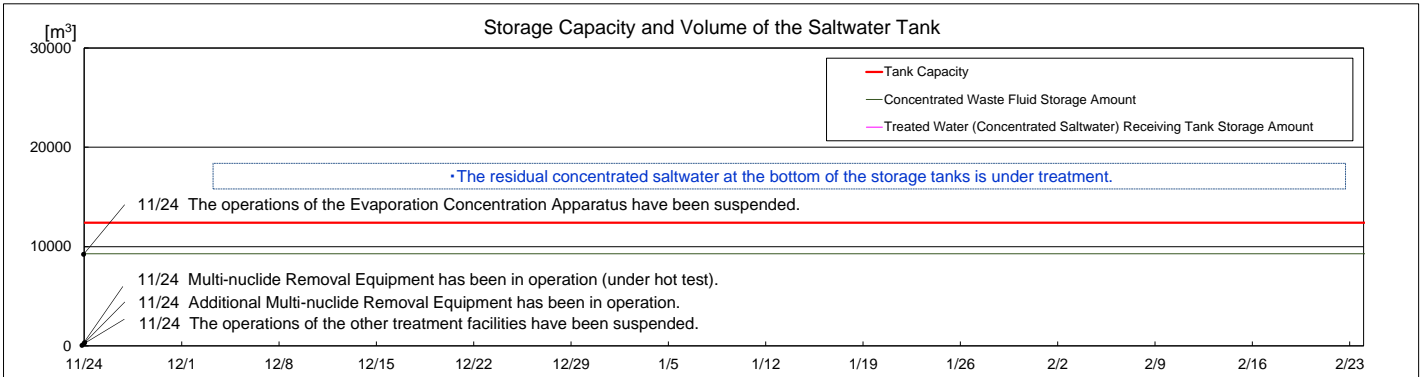 Storage Capacity and Volume of the Saltwater Tank
[m³]
30000
Tank Capacity
Concentrated Waste Fluid Storage Amount
Treated Water (Concentrated Saltwater) Receiving Tank Storage Amount
20000
・The residual concentrated saltwater at the bottom of the storage tanks is under treatment.
11/24 The operations of the Evaporation Concentration Apparatus have been suspended.
10000
11/24 Multi-nuclide Removal Equipment has been in operation (under hot test).
11/24 Additional Multi-nuclide Removal Equipment has been in operation.
11/24 The operations of the other treatment facilities have been suspended.
0
11/24 12/1 12/8 12/15 12/22 12/29 1/5 1/12 1/19 1/26 2/2 2/9 2/16 2/23